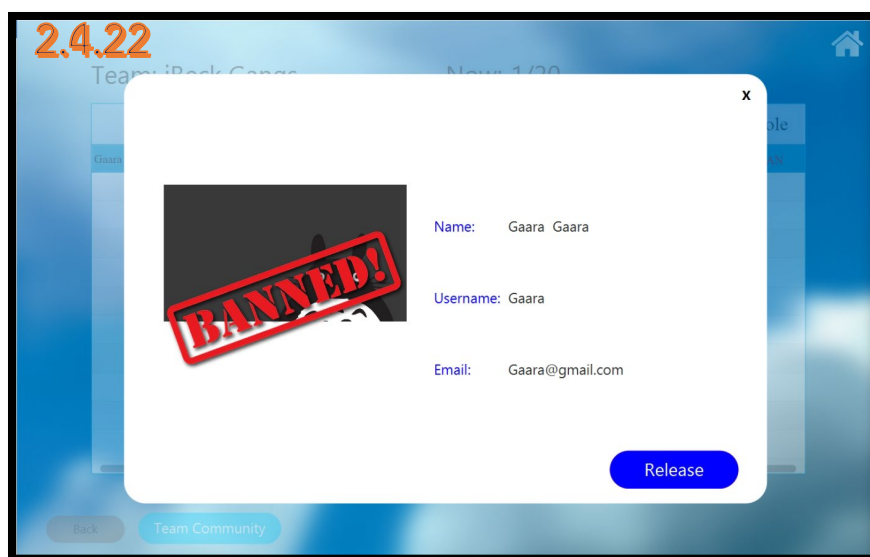 2.4.22
Team: iBeck Gangs Now: 1/20
x
ole
Gaara
BANNED!
Name: Gaara Gaara
Username: Gaara
Email: Gaara@gmail.com
Release
Back Team Community